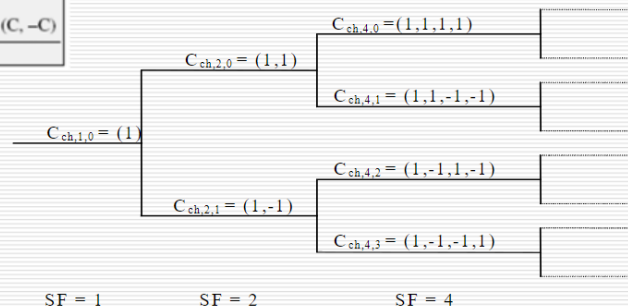 (C, –C)
C ch,4,0 =(1,1,1,1)
C ch,2,0 = (1,1)
C ch,4,1 = (1,1,-1,-1)
C ch,1,0 = (1)
C ch,4,2 = (1,-1,1,-1)
C ch,2,1 = (1,-1)
C ch,4,3 = (1,-1,-1,1)
SF = 1 SF = 2 SF = 4